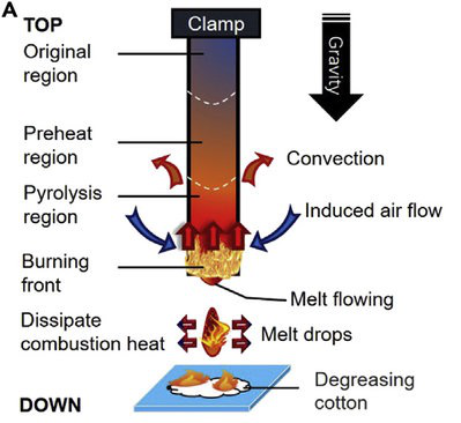 A
TOP
Clamp
Original
region
Gravity
Preheat
region
Convection
Pyrolysis
region
Induced air flow
Burning
front
Melt flowing
Dissipate
combustion heat
Melt drops
Degreasing
cotton
DOWN